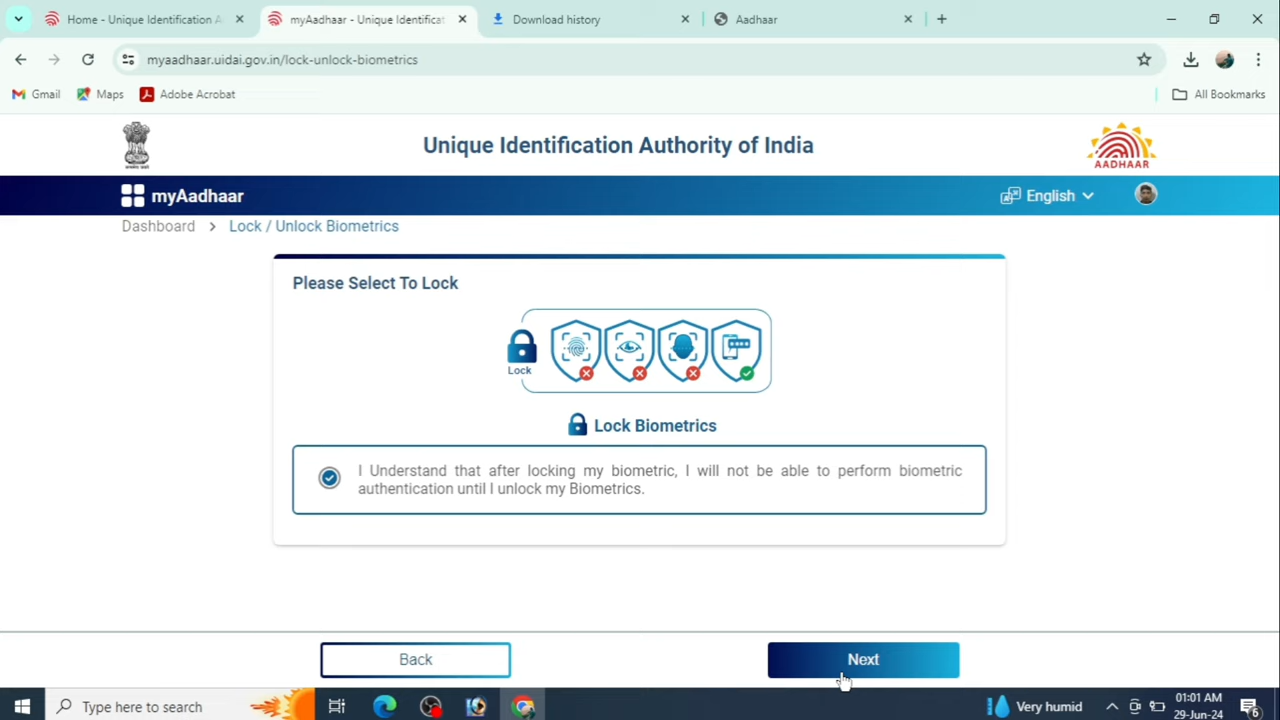 Home - Unique Identification A
myAadhaar - Unique Identificat
Download history
Aadhaar
myaadhaar.uidai.gov.in/lock-unlock-biometrics
Gmail
Maps
Adobe Acrobat
All Bookmarks
Unique Identification Authority of India
AADHAAR
myAadhaar
English
Dashboard > Lock / Unlock Biometrics
Please Select To Lock
Lock
Lock Biometrics
I Understand that after locking my biometric, I will not be able to perform biometric
authentication until I unlock my Biometrics.
Back
Next
Type here to search
Very humid
01:01 AM
29-Jun-24
6